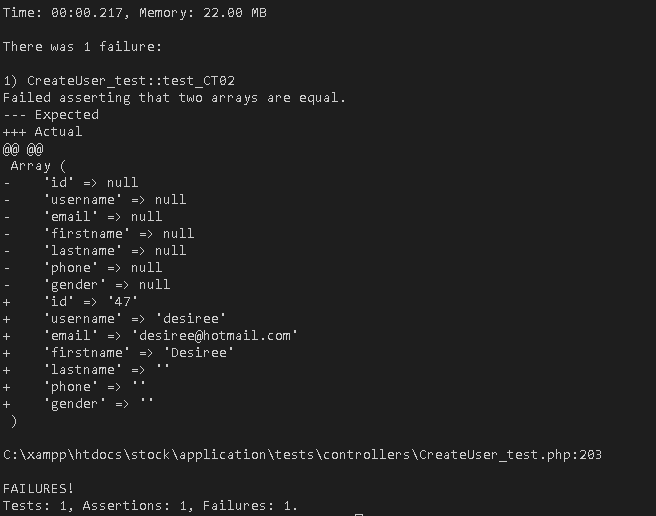 Time: 00:00.217, Memory: 22.00 MB
There was 1 failure:
1) CreateUser_test::test_CT02
Failed asserting that two arrays are equal.
--- Expected
+++ Actual
@@ @@
 Array (
-    'id' => null
-    'username' => null
-    'email' => null
-    'firstname' => null
-    'lastname' => null
-    'phone' => null
-    'gender' => null
+    'id' => '47'
+    'username' => 'desiree'
+    'email' => 'desiree@hotmail.com'
+    'firstname' => 'Desiree'
+    'lastname' => ''
+    'phone' => ''
+    'gender' => ''
 )
C:\xampp\htdocs\stock\application\tests\controllers\CreateUser_test.php:203
FAILURES!
Tests: 1, Assertions: 1, Failures: 1.